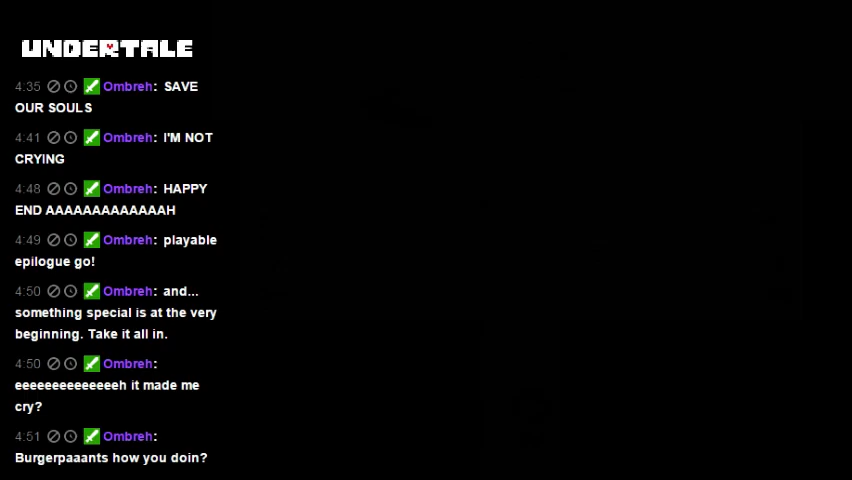 UNDERTALE
4:35 Ombreh: SAVE
OUR SOULS
4:41 Ombreh: I'M NOT
CRYING
4:48 Ombreh: HAPPY
END AAAAAAAAAAAAAH
4:49 Ombreh: playable
epilogue go!
4:50 Ombreh: and...
something special is at the very
beginning. Take it all in.
4:50 Ombreh:
eeeeeeeeeeeeeeh it made me
cry?
4:51 Ombreh:
Burgerpaaants how you doin?